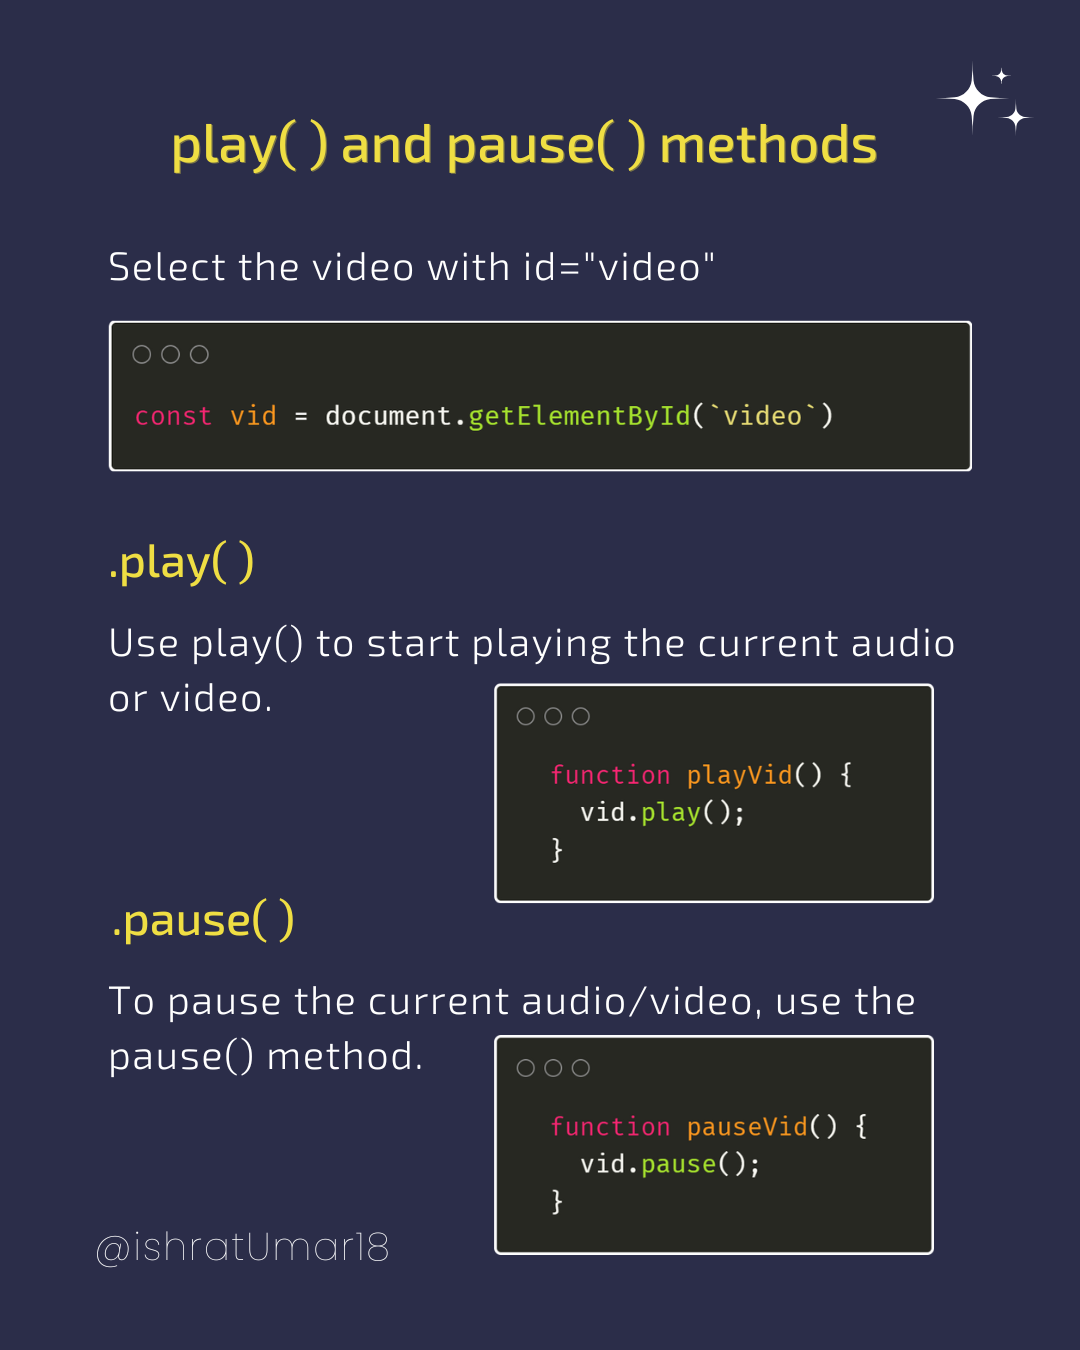 play( ) and pause( ) methods
Select the video with id="video"
const vid = document.getElementById(`video`)
.play( )
Use play() to start playing the current audio
or video.
function playVid() {
vid.play();
}
.pause( )
To pause the current audio/video, use the
pause() method.
function pauseVid() {
vid.pause();
}
@ishratUmar18